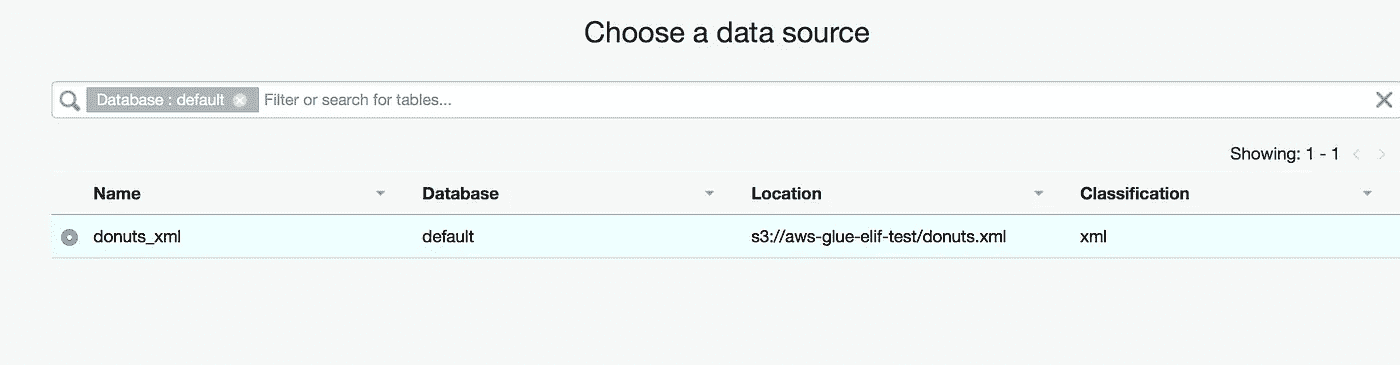 Choose a data source
Database : default Filter or search for tables...
Showing: 1 - 1
Name Database Location Classification
donuts_xml default s3://aws-glue-elif-test/donuts.xml xml